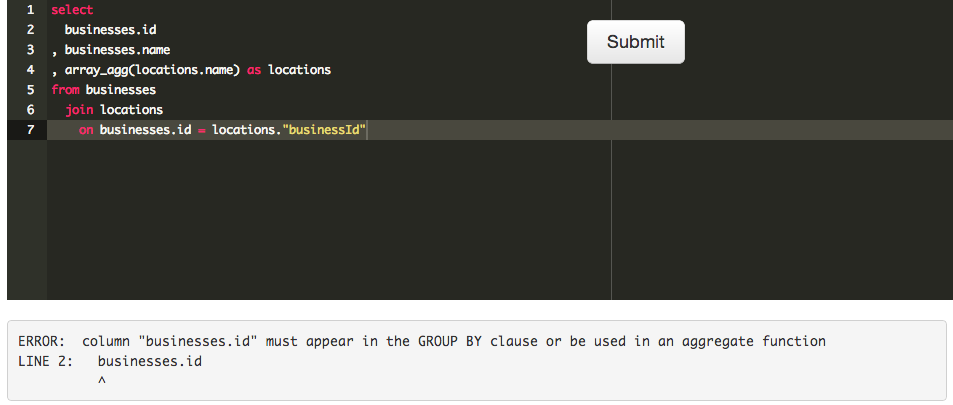 1 select
2   businesses.id
3 , businesses.name
4 , array_agg(locations.name) as locations
5 from businesses
6   join locations
7     on businesses.id = locations."businessId"
Submit
ERROR:  column "businesses.id" must appear in the GROUP BY clause or be used in an aggregate function
LINE 2:   businesses.id
          ^